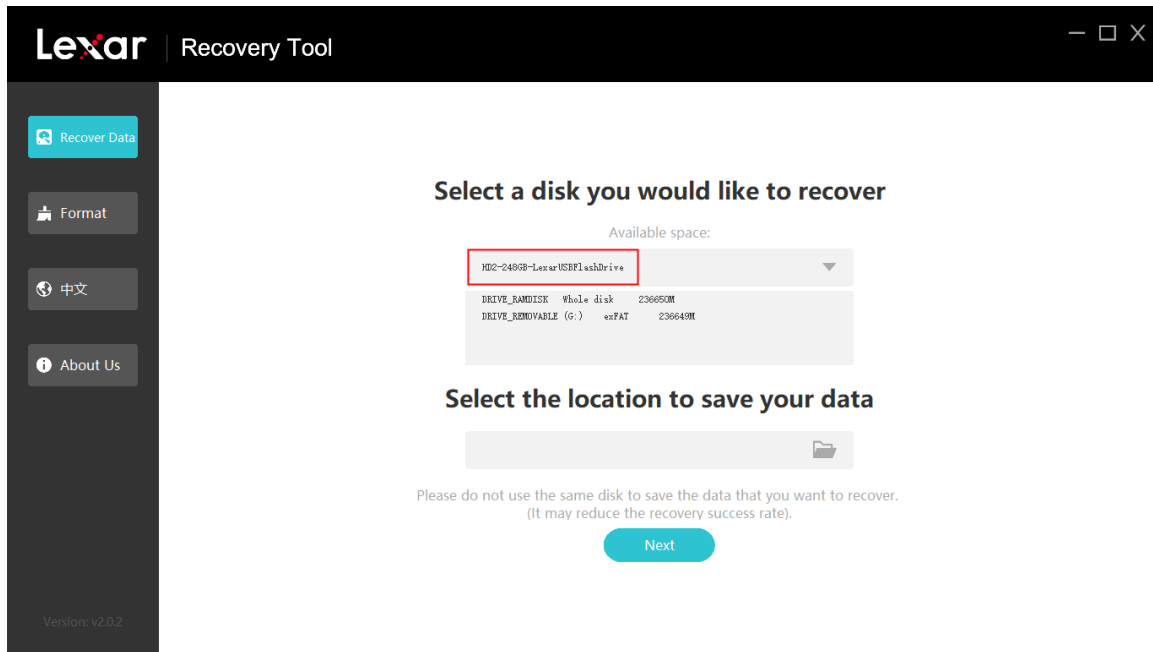 Lexar | Recovery Tool
Recover Data
Format
中文
About Us
Version: v2.0.2
Select a disk you would like to recover
Available space:
HD2-248GB-LexarUSBFlashDrive
DRIVE_RAMDISK Whole disk 236650M
DRIVE_REMOVABLE (G:) exFAT 236649M
Select the location to save your data
Please do not use the same disk to save the data that you want to recover.
(It may reduce the recovery success rate).
Next